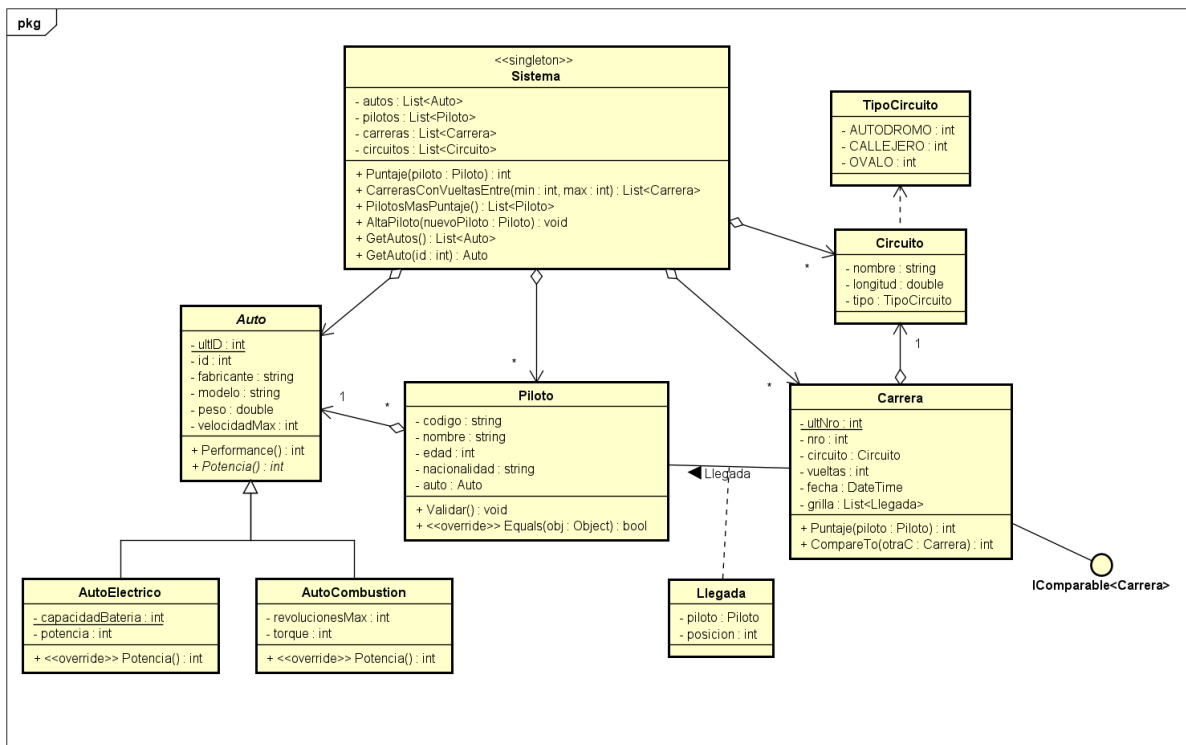 pkg
<<singleton>>
Sistema
- autos : List<Auto>
- pilotos : List<Piloto>
- carreras : List<Carrera>
- circuitos : List<Circuito>
+ Puntaje(piloto : Piloto) : int
+ CarrerasConVueltasEntre(min : int, max : int) : List<Carrera>
+ PilotosMasPuntaje() : List<Piloto>
+ AltaPiloto(nuevoPiloto : Piloto) : void
+ GetAutos() : List<Auto>
+ GetAuto(id : int) : Auto
TipoCircuito
- AUTODROMO : int
- CALLEJERO : int
- OVALO : int
Circuito
- nombre : string
- longitud : double
- tipo : TipoCircuito
*
Auto
- ultID : int
- id : int
- fabricante : string
- modelo : string
- peso : double
- velocidadMax : int
+ Performance() : int
+ Potencia() : int
1
*
*
Piloto
- codigo : string
- nombre : string
- edad : int
- nacionalidad : string
- auto : Auto
+ Validar() : void
+ <<override>> Equals(obj : Object) : bool
Llegada
*
1
Carrera
- ultNro : int
- nro : int
- circuito : Circuito
- vueltas : int
- fecha : DateTime
- grilla : List<Llegada>
+ Puntaje(piloto : Piloto) : int
+ CompareTo(otraC : Carrera) : int
IComparable<Carrera>
AutoElectrico
- capacidadBateria : int
- potencia : int
+ <<override>> Potencia() : int
AutoCombustion
- revolucionesMax : int
- torque : int
+ <<override>> Potencia() : int
Llegada
- piloto : Piloto
- posicion : int